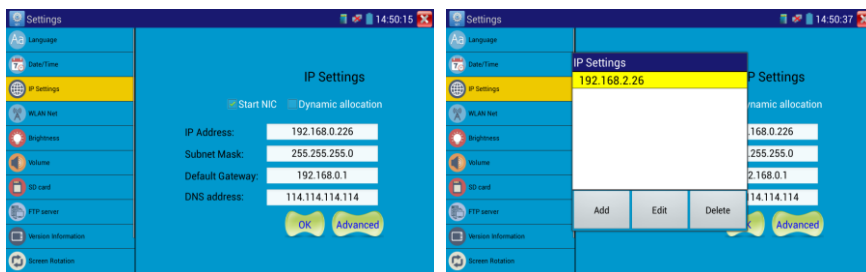 Settings
14:50:15
Language
Date/Time
IP Settings
WLAN Net
Brightness
Volume
SD card
FTP server
Version Information
Screen Rotation
IP Settings
Start NIC
Dynamic allocation
IP Address: 192.168.0.226
Subnet Mask: 255.255.255.0
Default Gateway: 192.168.0.1
DNS address: 114.114.114.114
OK
Advanced
Settings
14:50:37
Language
Date/Time
IP Settings
WLAN Net
Brightness
Volume
SD card
FTP server
Version Information
Screen Rotation
IP Settings
192.168.2.26
Add
Edit
Delete
P Settings
namic allocation
.168.0.226
.255.255.0
2.168.0.1
14.114.114
Advanced